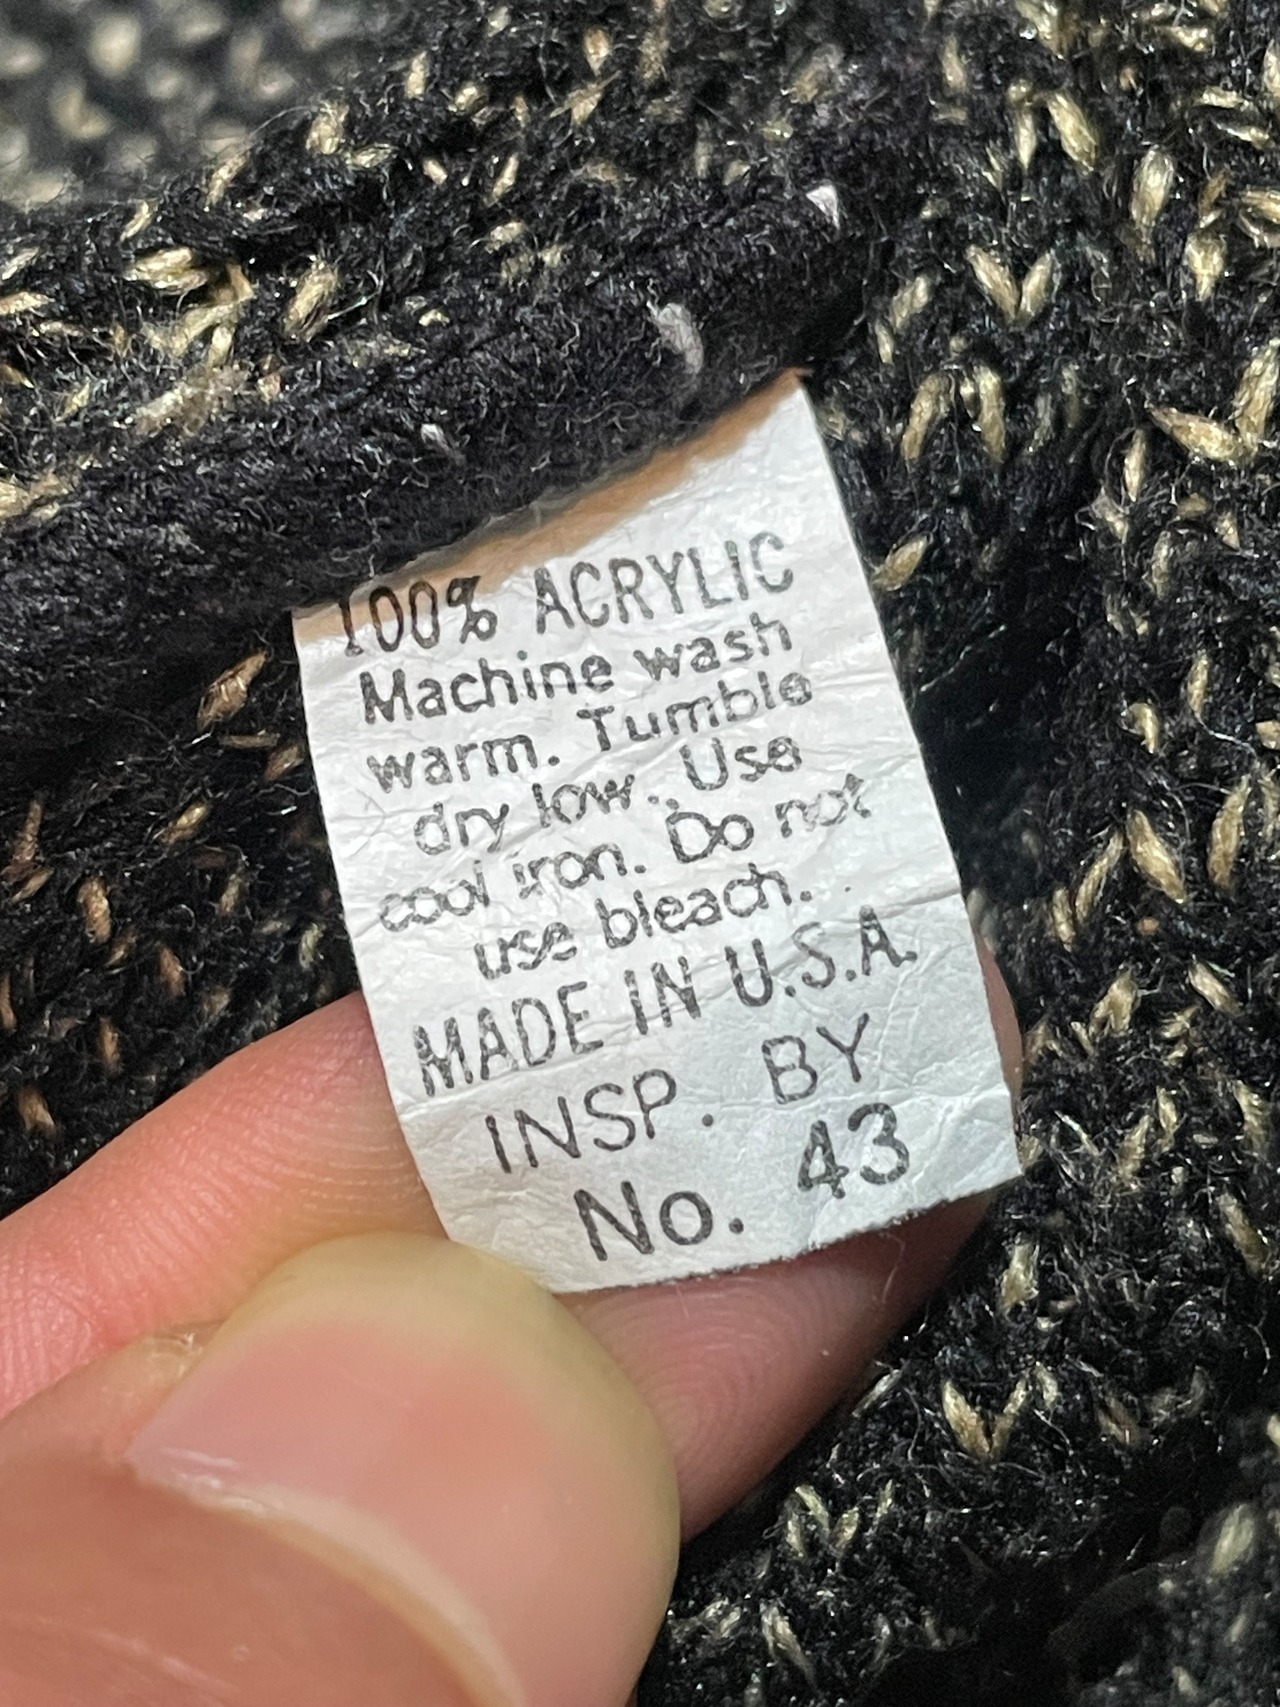 100% ACRYLIC
Machine wash
warm. Tumble
dry low. Use
cool iron. Do not
use bleach.
MADE IN U.S.A.
INSP. BY
No. 43